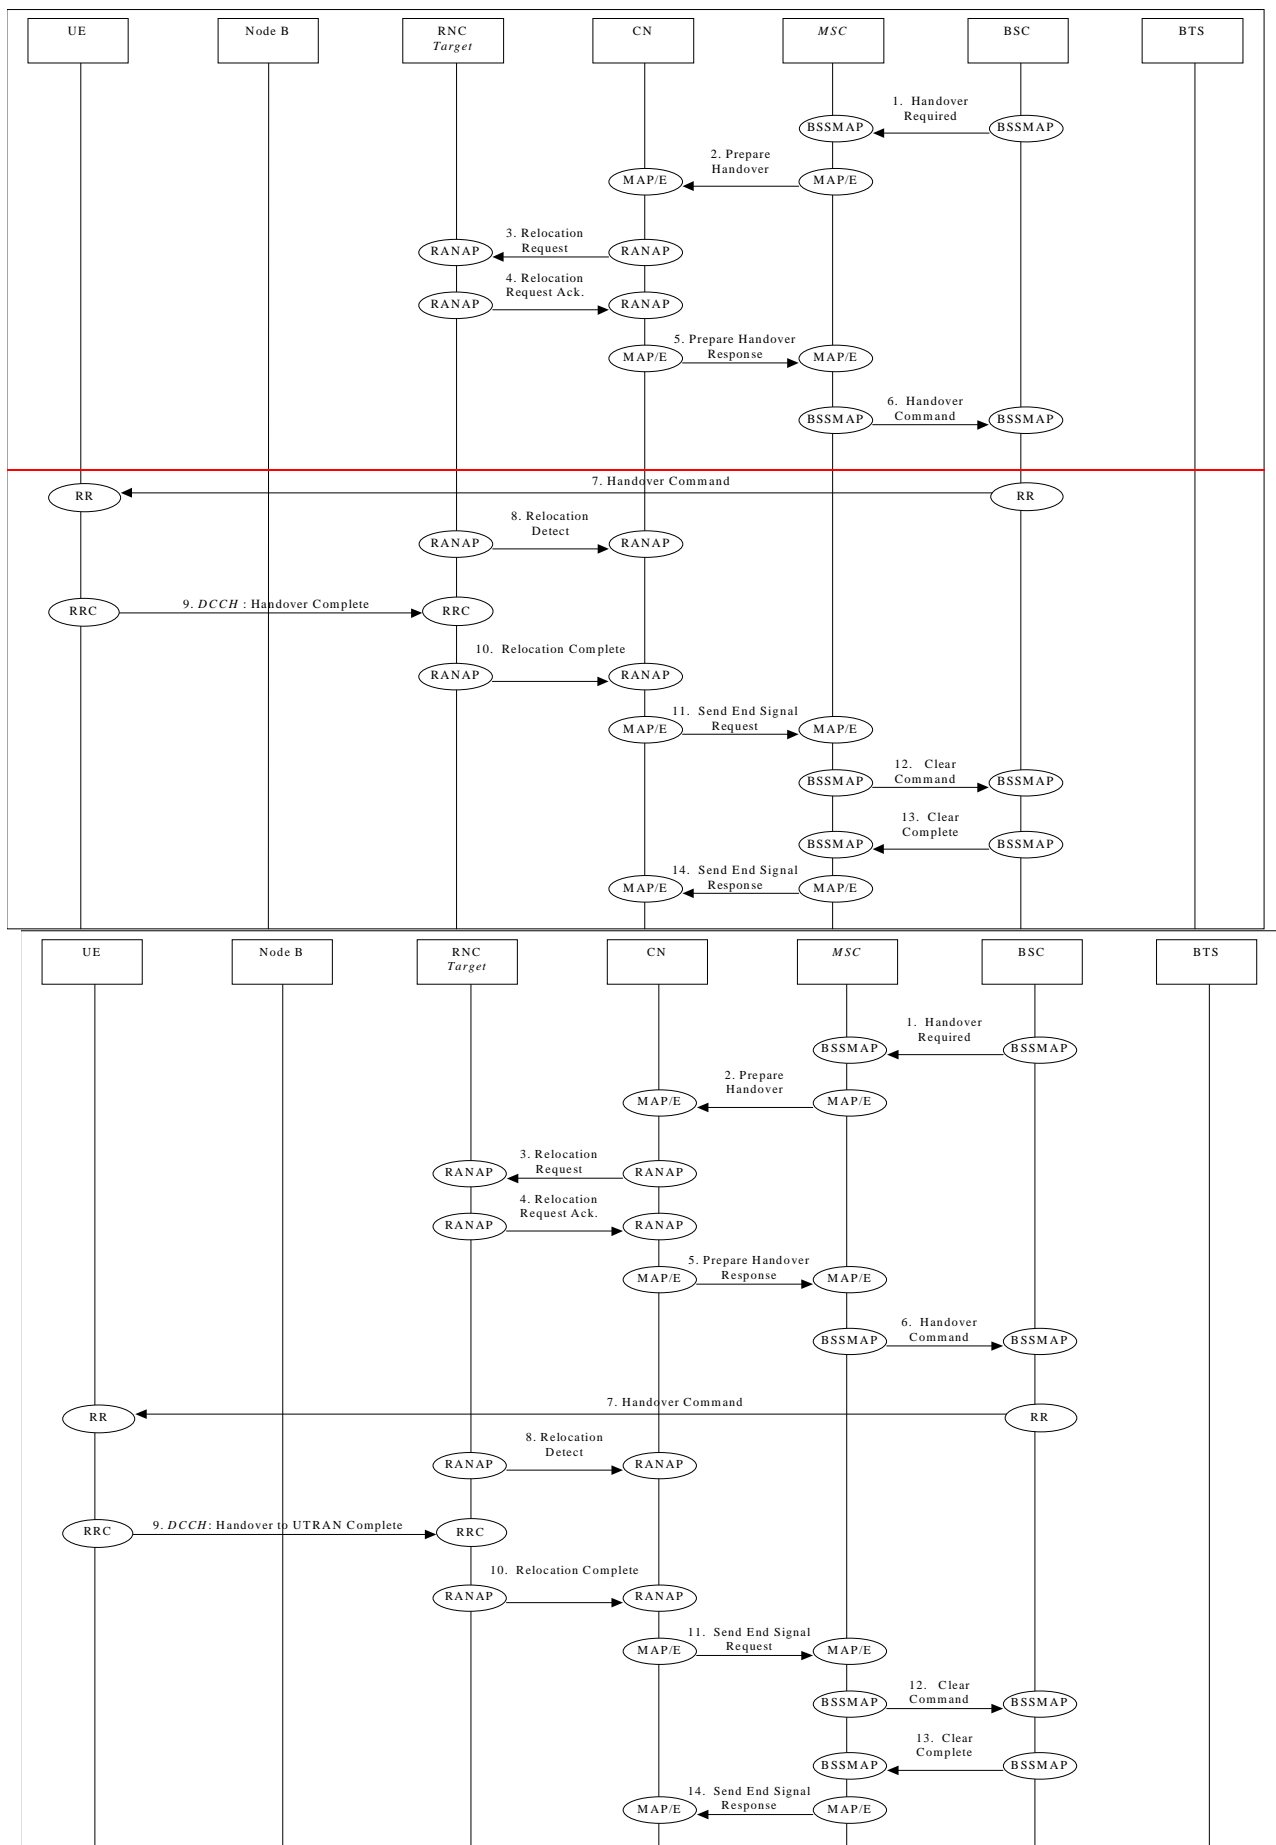 UE
Node B
RNC
Target
CN
MSC
BSC
BTS
1. Handover
Required
BSSMAP
BSSMAP
2. Prepare
Handover
MAP/E
MAP/E
3. Relocation
Request
RANAP
RANAP
4. Relocation
Request Ack.
RANAP
RANAP
5. Prepare Handover
Response
MAP/E
MAP/E
6. Handover
Command
BSSMAP
BSSMAP
7. Handover Command
RR
RR
8. Relocation
Detect
RANAP
RANAP
9. DCCH : Handover Complete
RRC
RRC
10. Relocation Complete
RANAP
RANAP
11. Send End Signal
Request
MAP/E
MAP/E
12. Clear
Command
BSSMAP
BSSMAP
13. Clear
Complete
BSSMAP
BSSMAP
14. Send End Signal
Response
MAP/E
MAP/E
UE
Node B
RNC
Target
CN
MSC
BSC
BTS
1. Handover
Required
BSSMAP
BSSMAP
2. Prepare
Handover
MAP/E
MAP/E
3. Relocation
Request
RANAP
RANAP
4. Relocation
Request Ack.
RANAP
RANAP
5. Prepare Handover
Response
MAP/E
MAP/E
6. Handover
Command
BSSMAP
BSSMAP
7. Handover Command
RR
RR
8. Relocation
Detect
RANAP
RANAP
9. DCCH : Handover to UTRAN Complete
RRC
RRC
10. Relocation Complete
RANAP
RANAP
11. Send End Signal
Request
MAP/E
MAP/E
12. Clear
Command
BSSMAP
BSSMAP
13. Clear
Complete
BSSMAP
BSSMAP
14. Send End Signal
Response
MAP/E
MAP/E